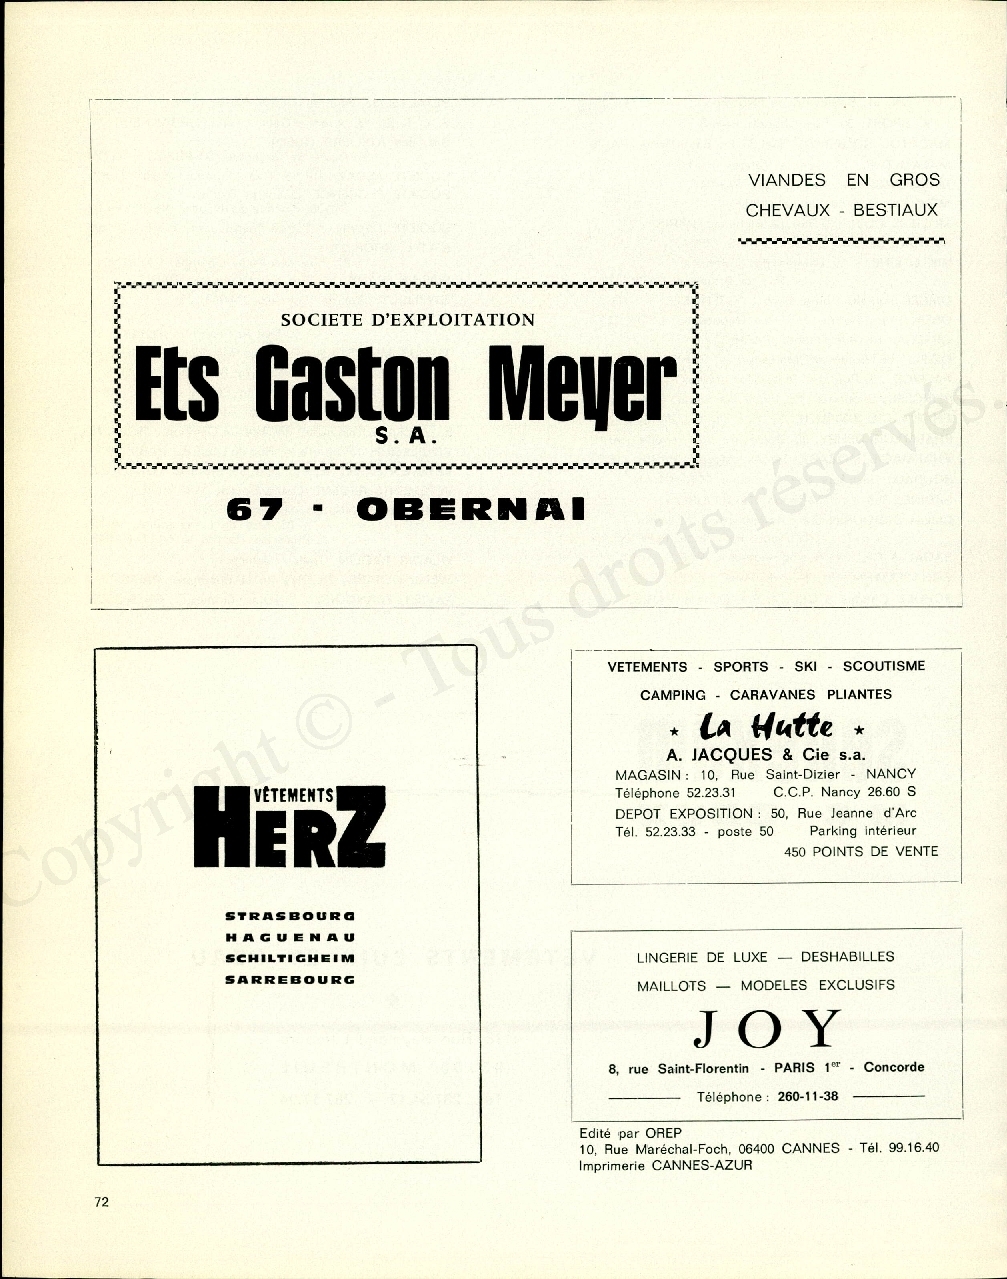 VIANDES EN GROS
CHEVAUX - BESTIAUX
SOCIETE D'EXPLOITATION
Ets Gaston Meyer
S.A.
67 - OBERNAI
VÊTEMENTS
HERZ
STRASBOURG
HAGUENAU
SCHILTIGHEIM
SARREBOURG
VETEMENTS - SPORTS - SKI - SCOUTISME
CAMPING - CARAVANES PLIANTES
★ La Hutte ★
A. JACQUES & Cie s.a.
MAGASIN : 10, Rue Saint-Dizier - NANCY
Téléphone 52.23.31 C.C.P. Nancy 26.60 S
DEPOT EXPOSITION : 50, Rue Jeanne d'Arc
Tél. 52.23.33 - poste 50 Parking intérieur
450 POINTS DE VENTE
LINGERIE DE LUXE — DESHABILLES
MAILLOTS — MODELES EXCLUSIFS
JOY
8, rue Saint-Florentin - PARIS 1er - Concorde
Téléphone : 260-11-38
Edité par OREP
10, Rue Maréchal-Foch, 06400 CANNES - Tél. 99.16.40
Imprimerie CANNES-AZUR
72
Copyright © - Tous droits réservés.